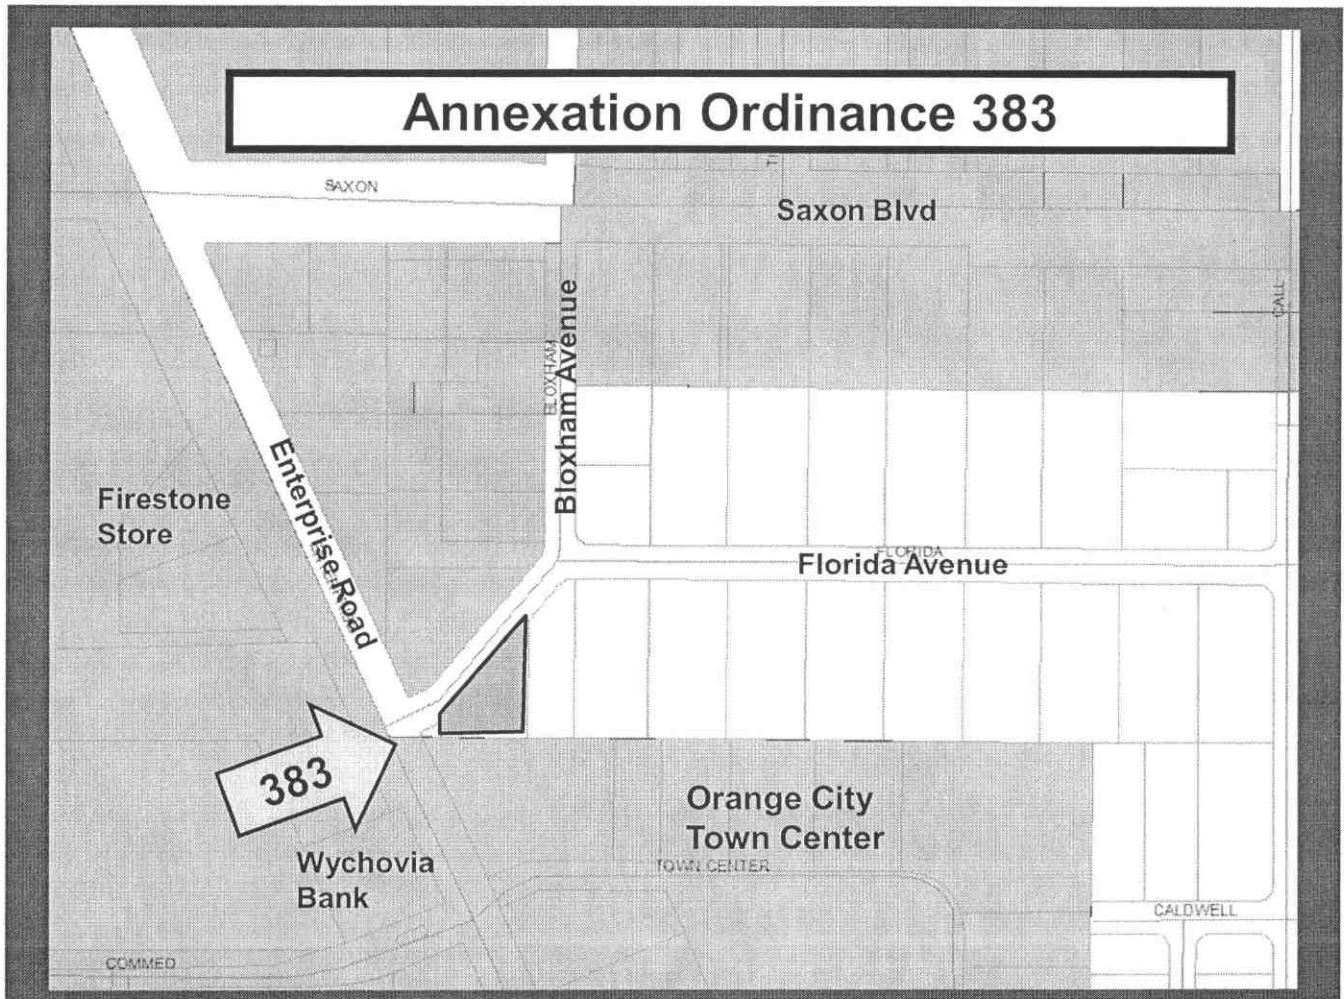 Annexation Ordinance 383
SAXON
Saxon Blvd
CALL
BLOXHAM
Bloxham Avenue
Enterprise Road
Firestone
Store
FLORIDA
Florida Avenue
383
Orange City
Town Center
TOWN CENTER
Wychovia
Bank
CALDWELL
COMMED